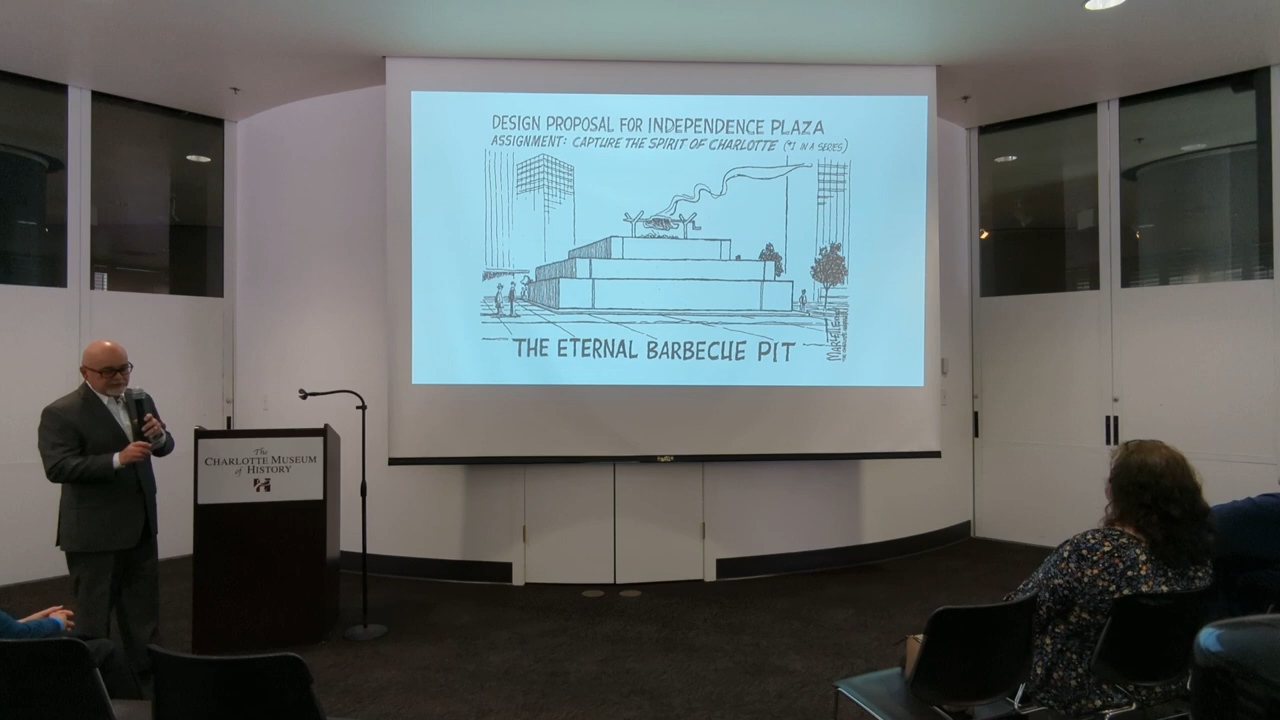 DESIGN PROPOSAL FOR INDEPENDENCE PLAZA
ASSIGNMENT: CAPTURE THE SPIRIT OF CHARLOTTE (#1 IN A SERIES)
THE ETERNAL BARBECUE PIT
The
CHARLOTTE MUSEUM
of HISTORY